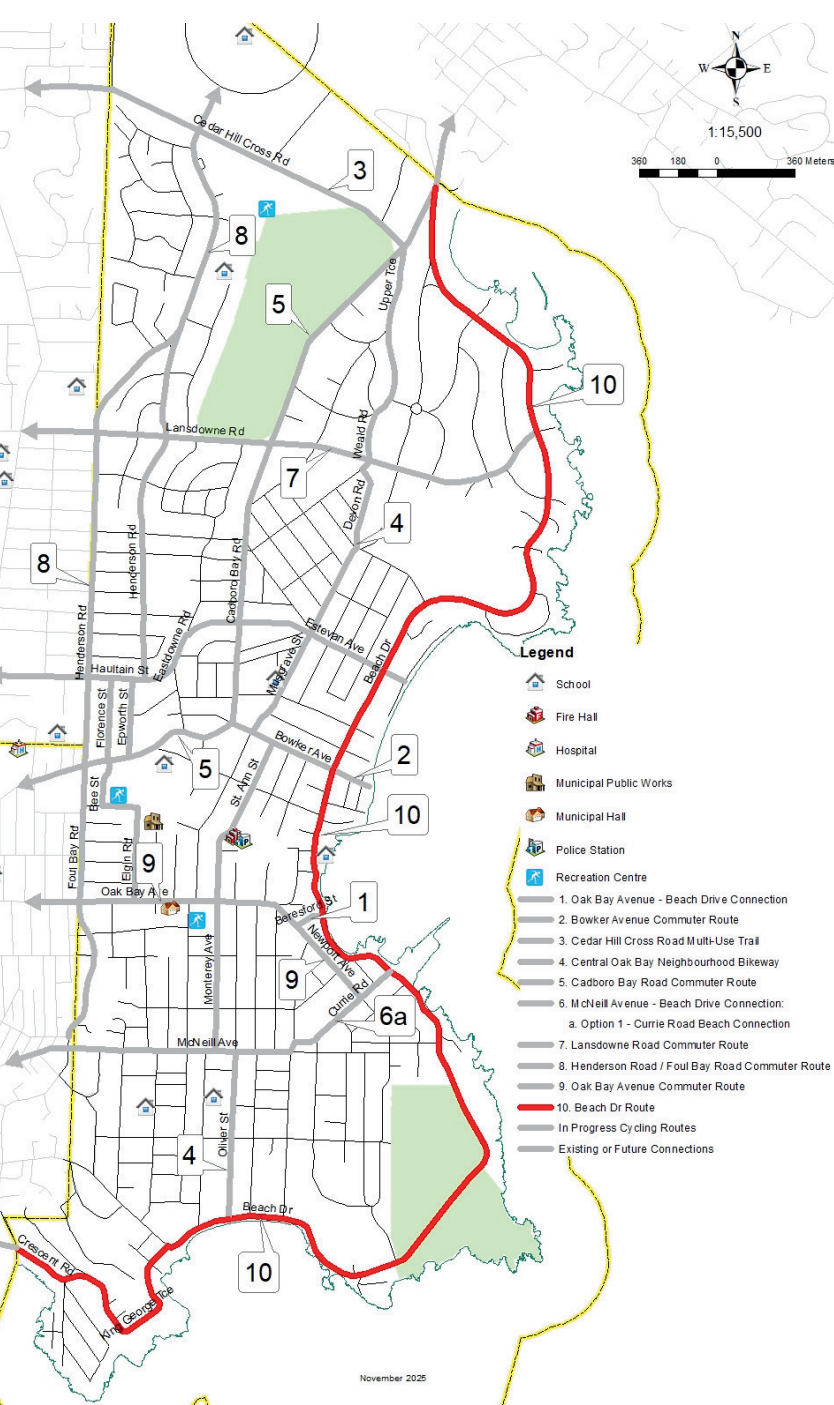 N
W
E
S
1:15,500
360 180 0 360 Meters
Cedar Hill Cross Rd
3
8
5
Upper Tce
10
Lansdowne Rd
Weald Rd
7
Devon Rd
4
8
Henderson Rd
Cadboro Bay Rd
Henderson Rd
Eastdowne Rd
Estevan Ave
Musgrave St
Beach Dr
Haultain St
Florence St
Epworth St
Bowker Ave
5
2
St. Ann St
Bee St
10
Foul Bay Rd
Elgin Rd
9
Oak Bay A e
Beresford St
1
Newport Ave
Monterey Ave
9
Currie Rd
6a
McNeill Ave
Oliver St
4
Beach Dr
10
Crescent Rd
King George Tce
Legend
School
Fire Hall
Hospital
Municipal Public Works
Municipal Hall
Police Station
Recreation Centre
1. Oak Bay Avenue - Beach Drive Connection
2. Bowker Avenue Commuter Route
3. Cedar Hill Cross Road Multi-Use Trail
4. Central Oak Bay Neighbourhood Bikeway
5. Cadboro Bay Road Commuter Route
6. McNeill Avenue - Beach Drive Connection:
a. Option 1 - Currie Road Beach Connection
7. Lansdowne Road Commuter Route
8. Henderson Road / Foul Bay Road Commuter Route
9. Oak Bay Avenue Commuter Route
10. Beach Dr Route
In Progress Cycling Routes
Existing or Future Connections
November 2025